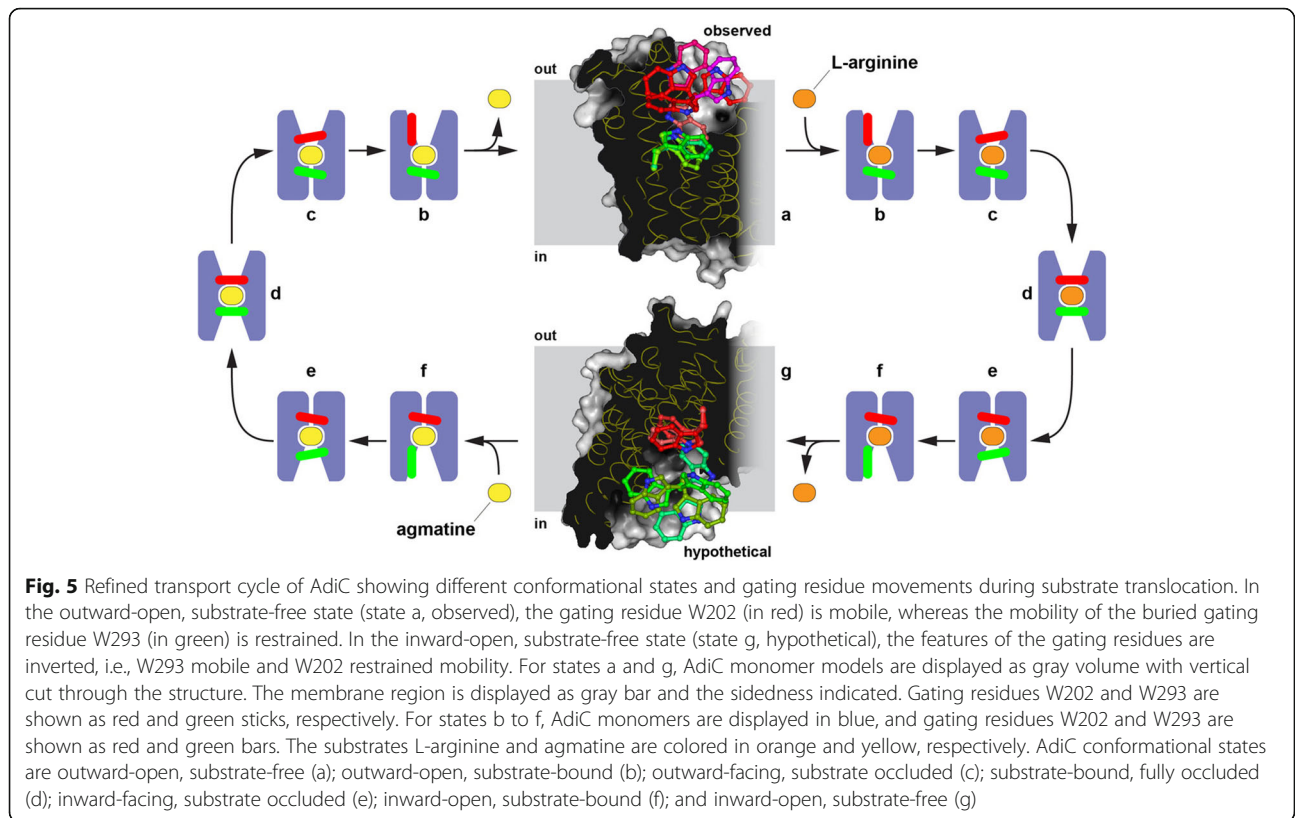 observed
out
L-arginine
c
b
a
b
c
in
d
d
out
e
f
g
f
e
agmatine
in
hypothetical
Fig. 5 Refined transport cycle of AdiC showing different conformational states and gating residue movements during substrate translocation. In
the outward-open, substrate-free state (state a, observed), the gating residue W202 (in red) is mobile, whereas the mobility of the buried gating
residue W293 (in green) is restrained. In the inward-open, substrate-free state (state g, hypothetical), the features of the gating residues are
inverted, i.e., W293 mobile and W202 restrained mobility. For states a and g, AdiC monomer models are displayed as gray volume with vertical
cut through the structure. The membrane region is displayed as gray bar and the sidedness indicated. Gating residues W202 and W293 are
shown as red and green sticks, respectively. For states b to f, AdiC monomers are displayed in blue, and gating residues W202 and W293 are
shown as red and green bars. The substrates L-arginine and agmatine are colored in orange and yellow, respectively. AdiC conformational states
are outward-open, substrate-free (a); outward-open, substrate-bound (b); outward-facing, substrate occluded (c); substrate-bound, fully occluded
(d); inward-facing, substrate occluded (e); inward-open, substrate-bound (f); and inward-open, substrate-free (g)